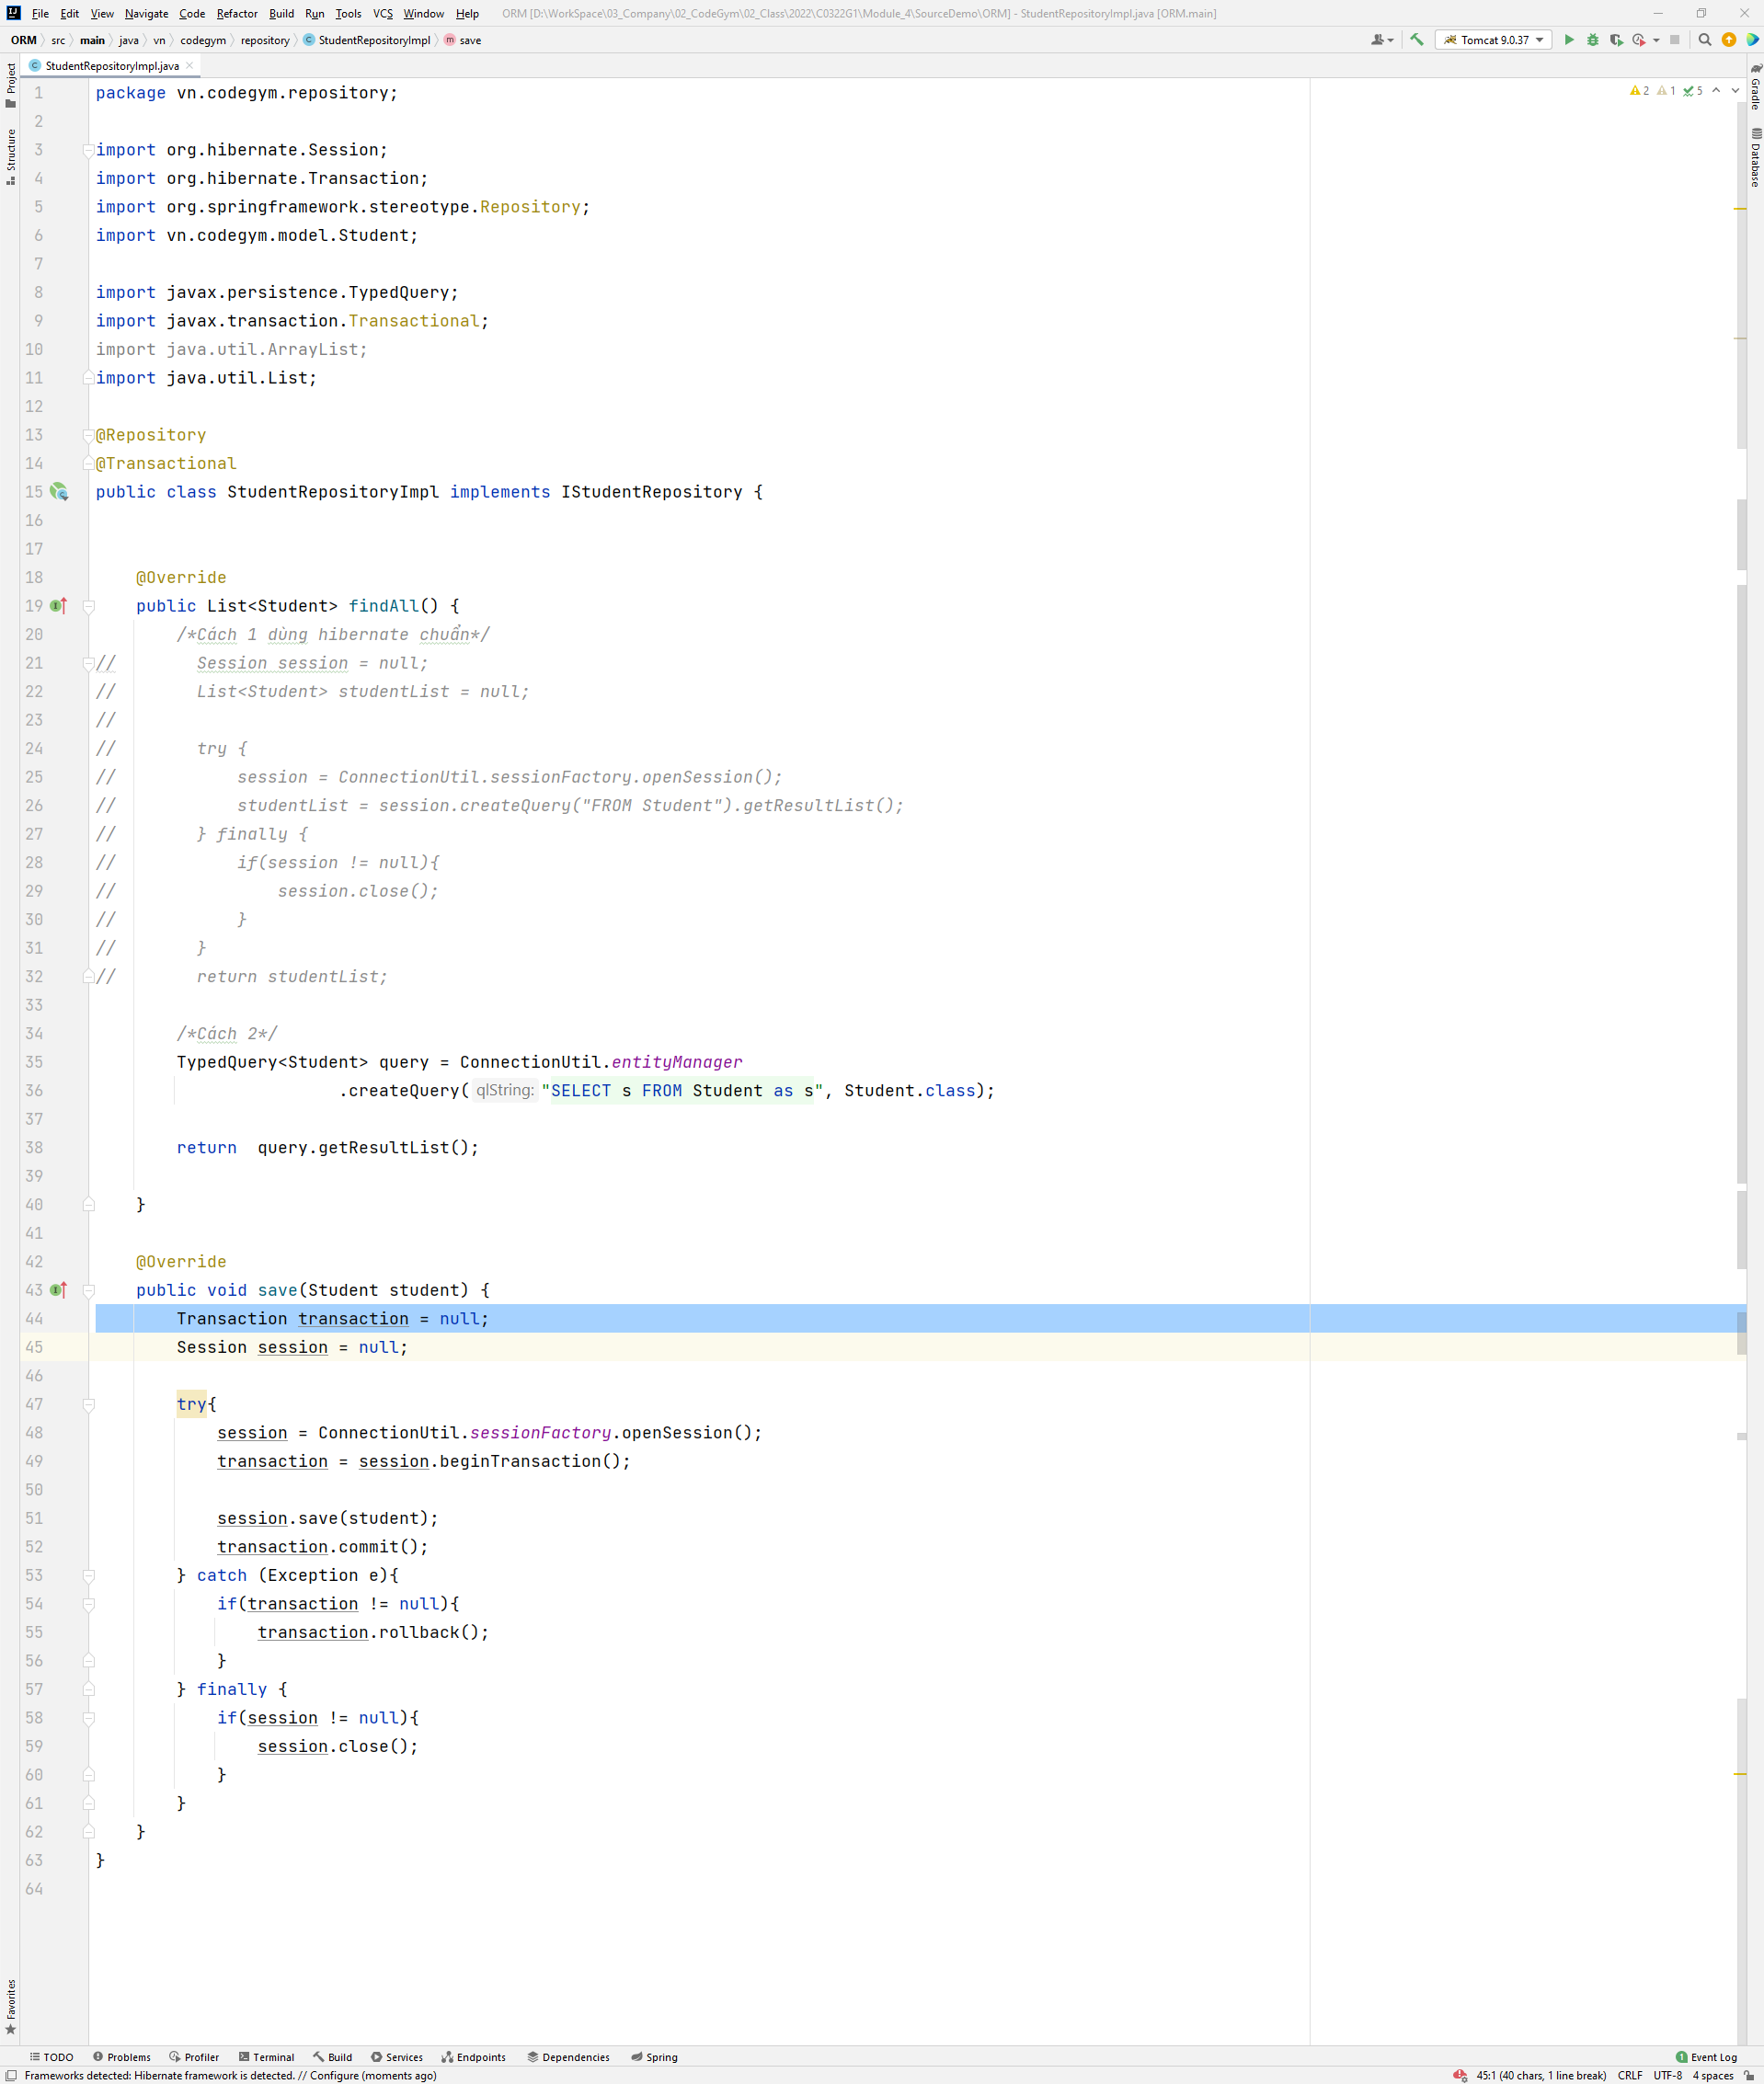 File Edit View Navigate Code Refactor Build Run Tools VCS Window Help ORM [D:\WorkSpace\03_Company\02_CodeGym\02_Class\2022\C0322G1\Module_4\SourceDemo\ORM] - StudentRepositoryImpl.java [ORM.main]
ORM src main java vn codegym repository StudentRepositoryImpl save Tomcat 9.0.37
StudentRepositoryImpl.java
Project
Structure
Favorites
Gradle
Database
2 1 5
1 package vn.codegym.repository;
2
3 import org.hibernate.Session;
4 import org.hibernate.Transaction;
5 import org.springframework.stereotype.Repository;
6 import vn.codegym.model.Student;
7
8 import javax.persistence.TypedQuery;
9 import javax.transaction.Transactional;
10 import java.util.ArrayList;
11 import java.util.List;
12
13 @Repository
14 @Transactional
15 public class StudentRepositoryImpl implements IStudentRepository {
16
17
18     @Override
19     public List<Student> findAll() {
20         /*Cách 1 dùng hibernate chuẩn*/
21 //        Session session = null;
22 //        List<Student> studentList = null;
23 //
24 //        try {
25 //            session = ConnectionUtil.sessionFactory.openSession();
26 //            studentList = session.createQuery("FROM Student").getResultList();
27 //        } finally {
28 //            if(session != null){
29 //                session.close();
30 //            }
31 //        }
32 //        return studentList;
33
34         /*Cách 2*/
35         TypedQuery<Student> query = ConnectionUtil.entityManager
36                         .createQuery( qlString: "SELECT s FROM Student as s", Student.class);
37
38         return  query.getResultList();
39
40     }
41
42     @Override
43     public void save(Student student) {
44         Transaction transaction = null;
45         Session session = null;
46
47         try{
48             session = ConnectionUtil.sessionFactory.openSession();
49             transaction = session.beginTransaction();
50
51             session.save(student);
52             transaction.commit();
53         } catch (Exception e){
54             if(transaction != null){
55                 transaction.rollback();
56             }
57         } finally {
58             if(session != null){
59                 session.close();
60             }
61         }
62     }
63 }
64
TODO Problems Profiler Terminal Build Services Endpoints Dependencies Spring 1 Event Log
Frameworks detected: Hibernate framework is detected. // Configure (moments ago) 45:1 (40 chars, 1 line break) CRLF UTF-8 4 spaces